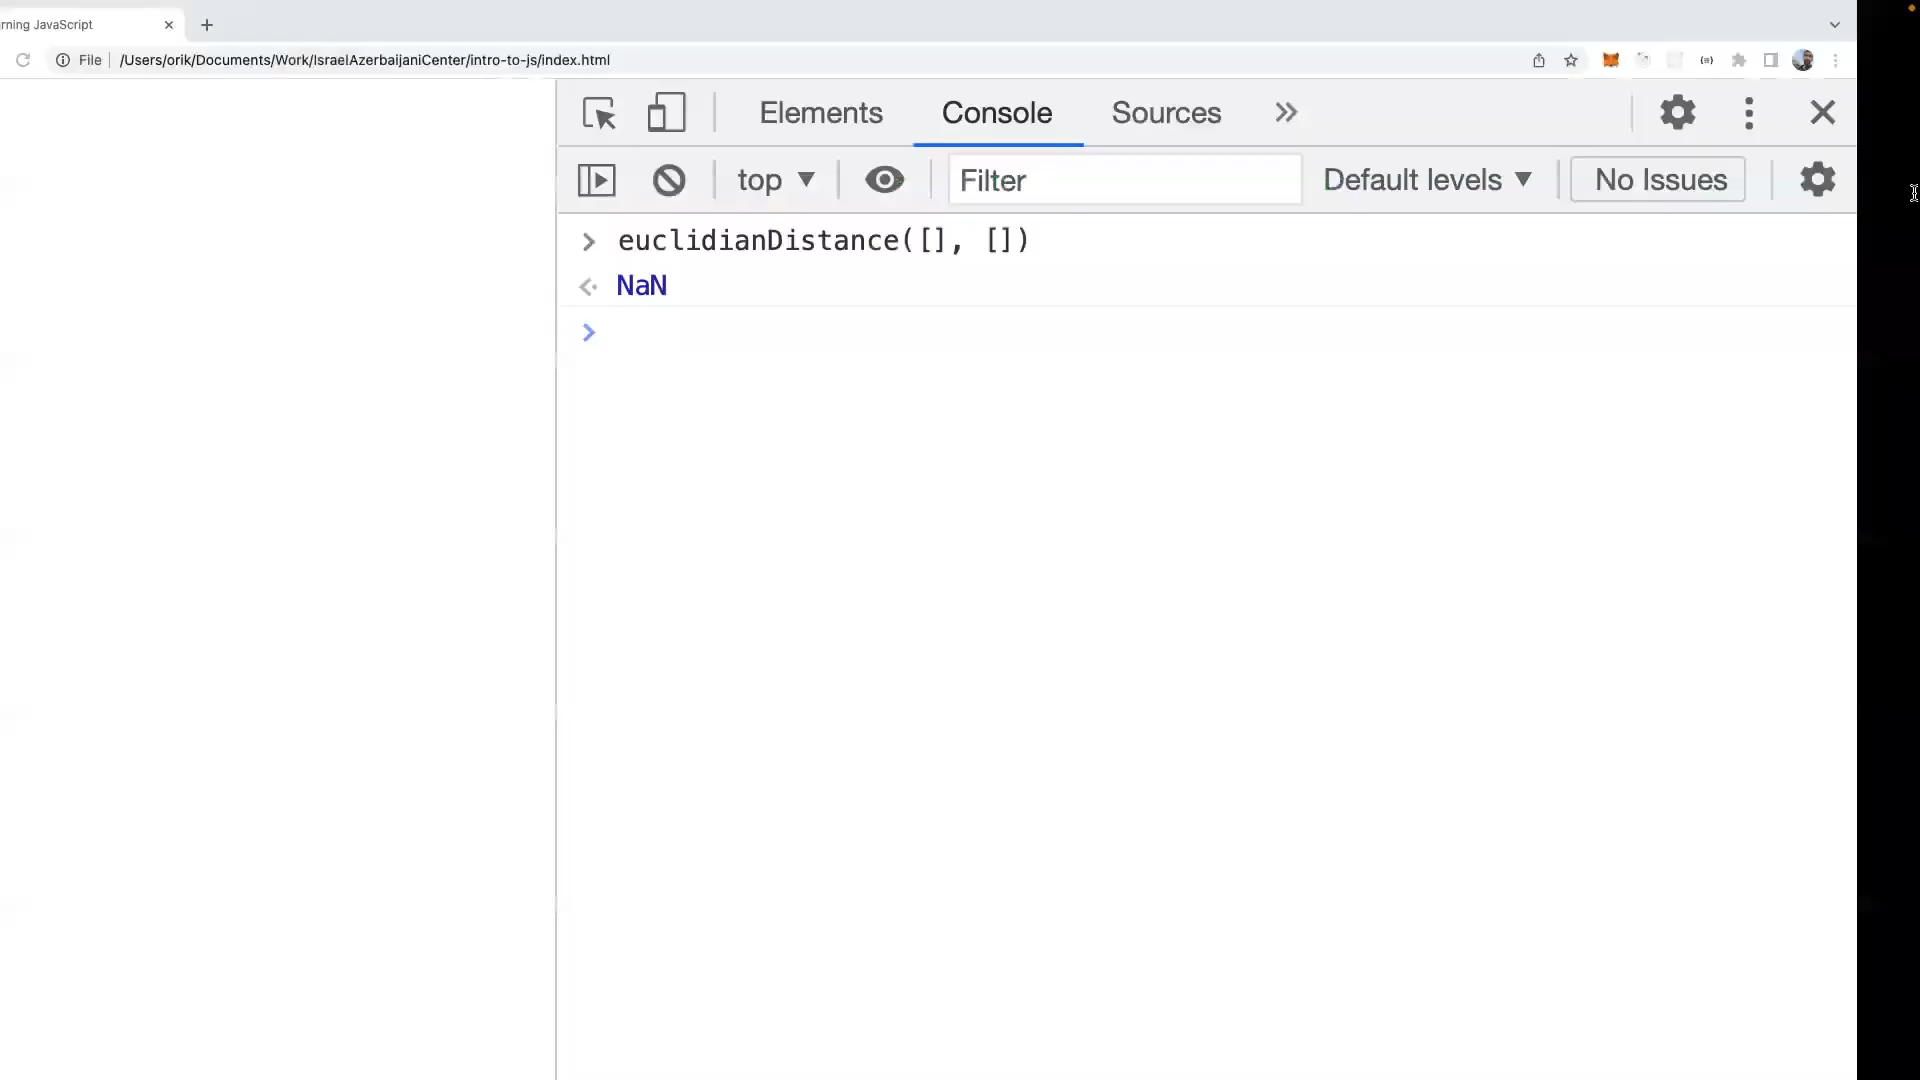 rning JavaScript
File /Users/orik/Documents/Work/IsraelAzerbaijaniCenter/intro-to-js/index.html
Elements Console Sources
top Filter Default levels No Issues
euclidianDistance([], [])
NaN